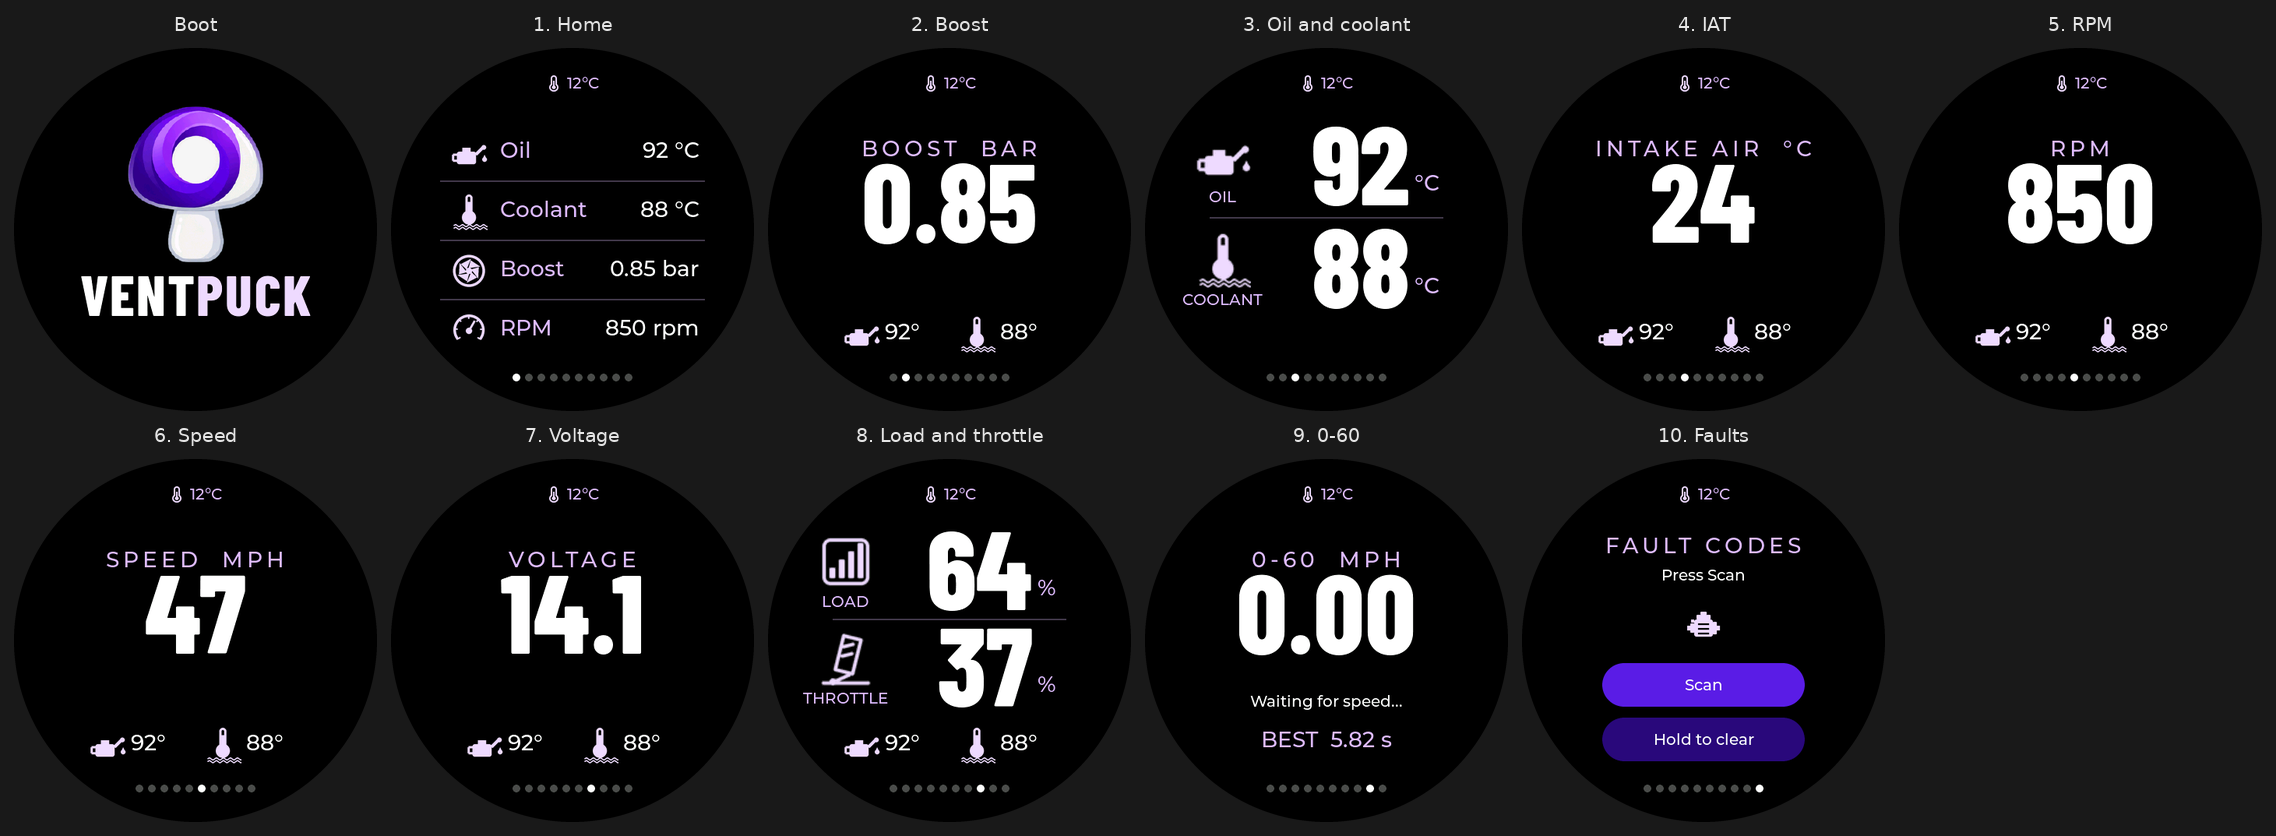 Boot
1. Home
2. Boost
3. Oil and coolant
4. IAT
5. RPM
VENTPUCK
12°C
Oil 92 °C
Coolant 88 °C
Boost 0.85 bar
RPM 850 rpm
12°C
BOOST BAR
0.85
92° 88°
12°C
92 °C
OIL
88 °C
COOLANT
12°C
INTAKE AIR °C
24
92° 88°
12°C
RPM
850
92° 88°
6. Speed
7. Voltage
8. Load and throttle
9. 0-60
10. Faults
12°C
SPEED MPH
47
92° 88°
12°C
VOLTAGE
14.1
92° 88°
12°C
64 %
LOAD
37 %
THROTTLE
92° 88°
12°C
0-60 MPH
0.00
Waiting for speed...
BEST 5.82 s
12°C
FAULT CODES
Press Scan
Scan
Hold to clear